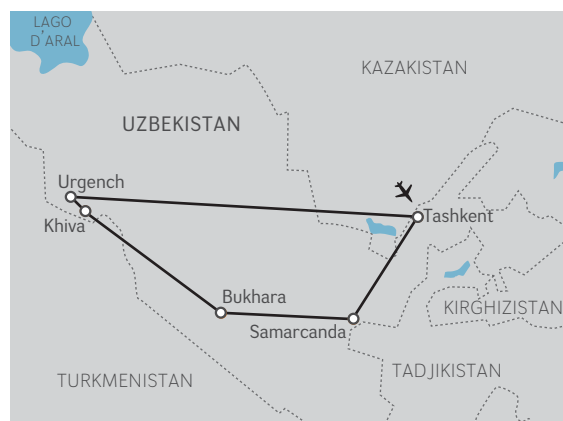 LAGO
D'ARAL
KAZAKISTAN
UZBEKISTAN
Urgench
Khiva
Tashkent
Bukhara
Samarcanda
KIRGHIZISTAN
TADJIKISTAN
TURKMENISTAN